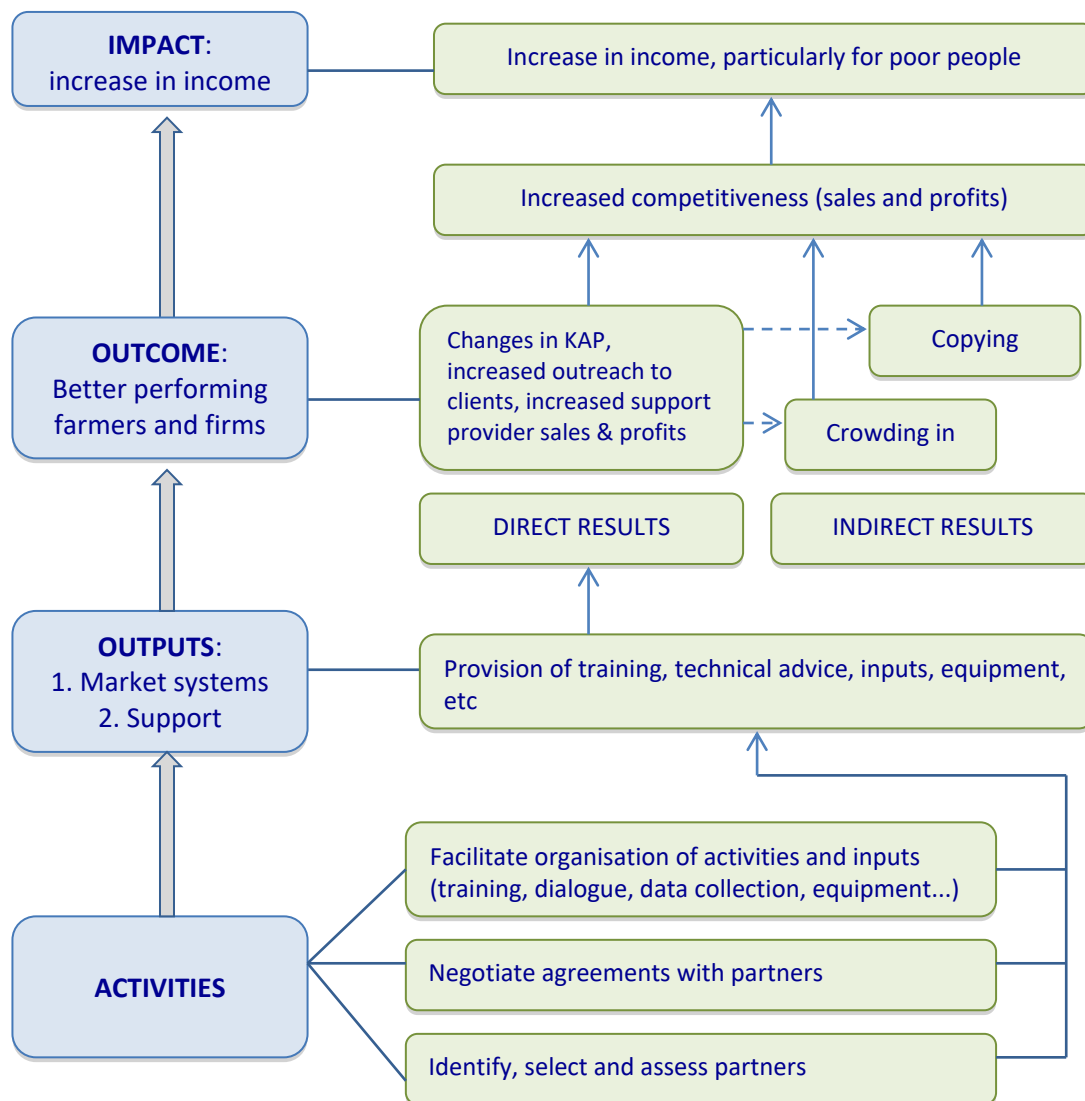 IMPACT:
increase in income
Increase in income, particularly for poor people
Increased competitiveness (sales and profits)
OUTCOME:
Better performing
farmers and firms
Changes in KAP,
increased outreach to
clients, increased support
provider sales & profits
Copying
Crowding in
DIRECT RESULTS
INDIRECT RESULTS
OUTPUTS:
1. Market systems
2. Support
Provision of training, technical advice, inputs, equipment,
etc
ACTIVITIES
Facilitate organisation of activities and inputs
(training, dialogue, data collection, equipment...)
Negotiate agreements with partners
Identify, select and assess partners